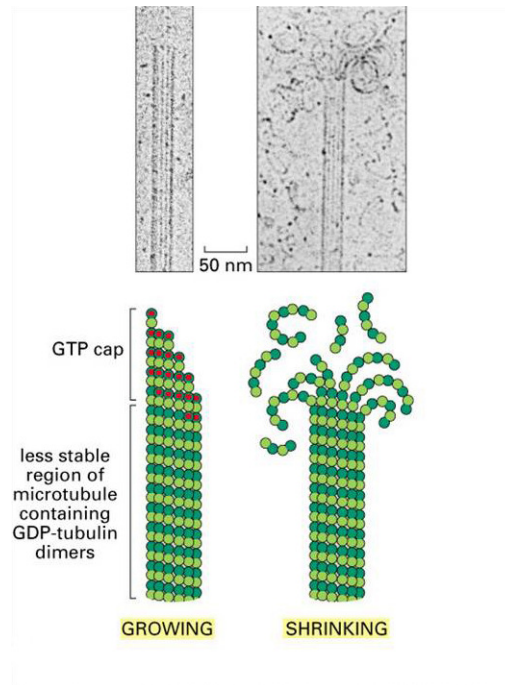 50 nm
GTP cap
less stable
region of
microtubule
containing
GDP-tubulin
dimers
GROWING
SHRINKING